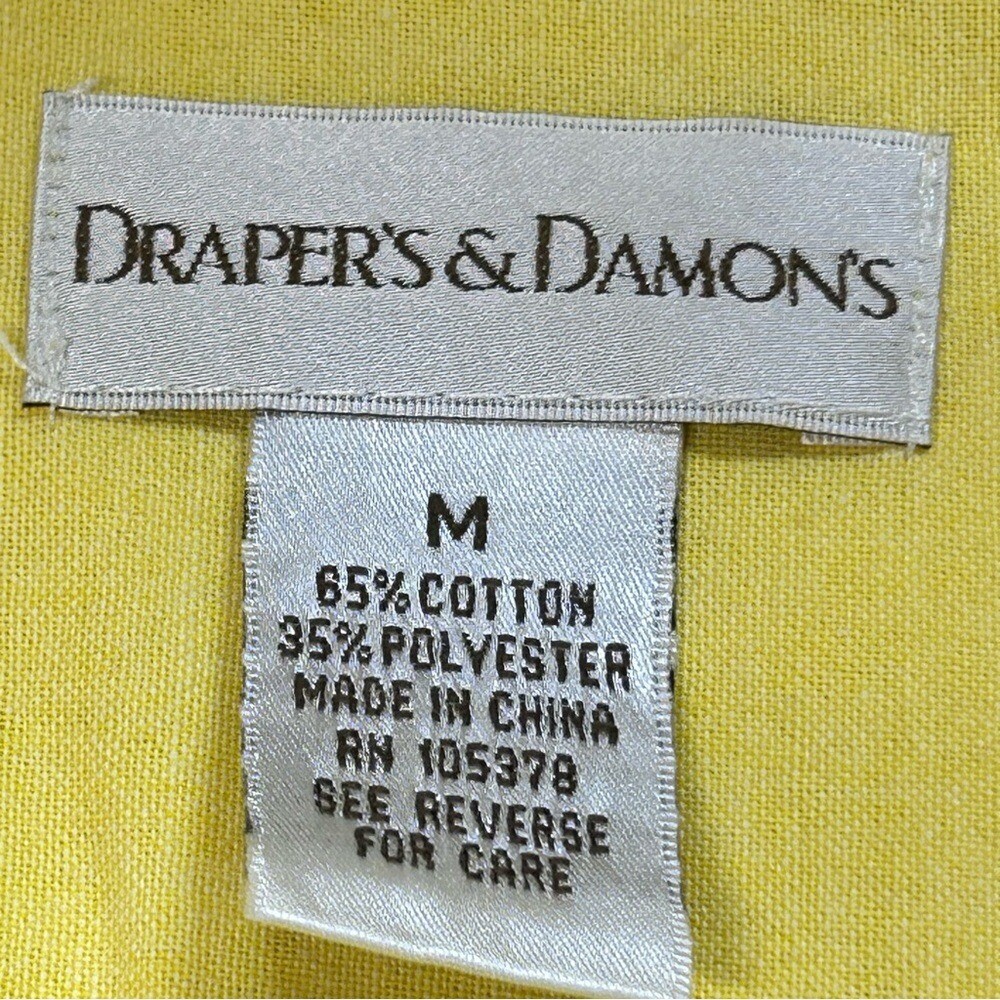 DRAPER'S & DAMON'S
M
65% COTTON
35% POLYESTER
MADE IN CHINA
RN 105378
SEE REVERSE
FOR CARE